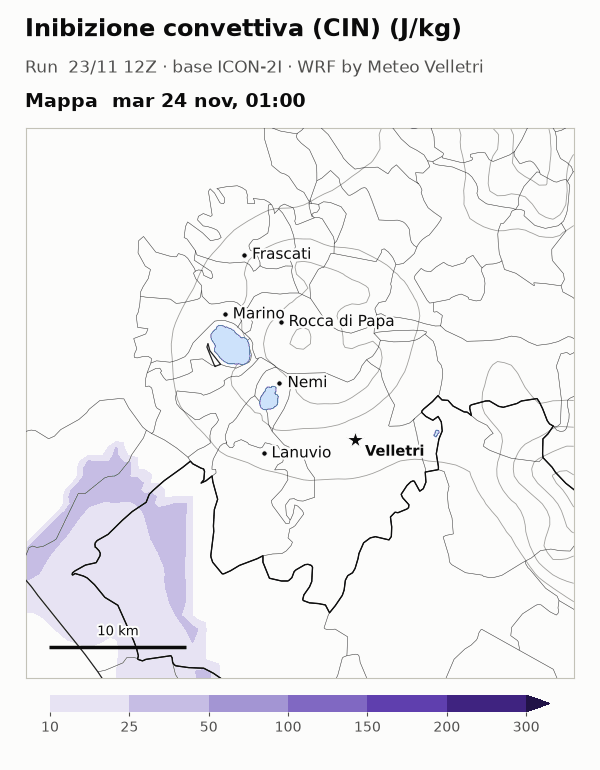 Inibizione convettiva (CIN) (J/kg)
Run  23/11 12Z · base ICON-2I · WRF by Meteo Velletri
Mappa  mar 24 nov, 01:00
Frascati
Marino
Rocca di Papa
Nemi
Lanuvio
Velletri
10 km
10 25 50 100 150 200 300